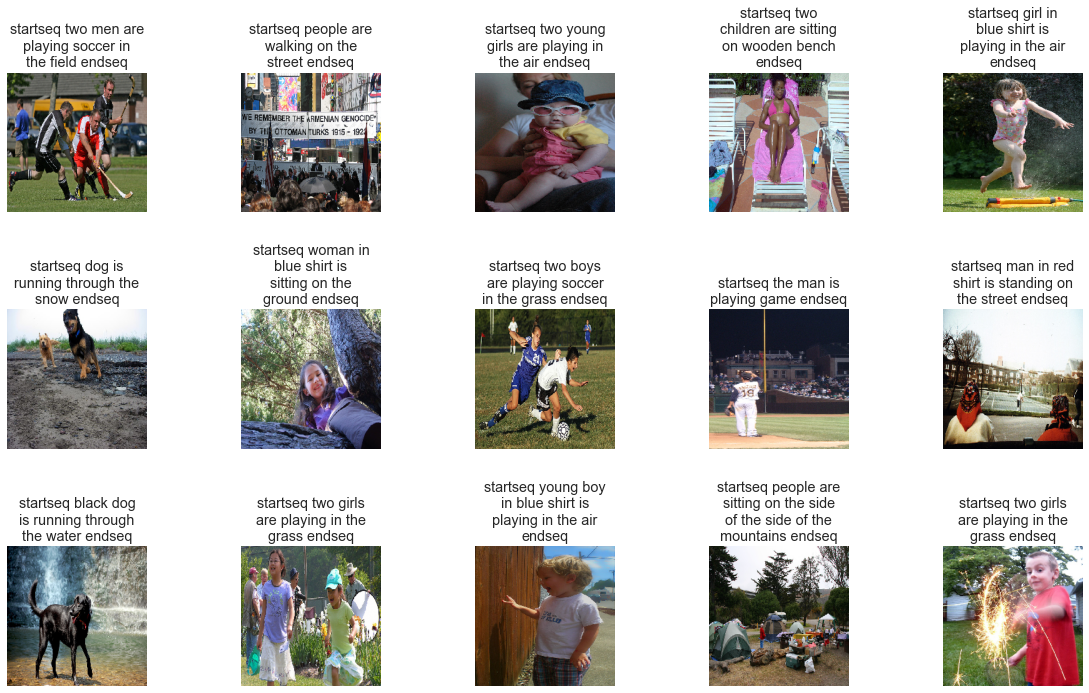 startseq two men are
playing soccer in
the field endseq
startseq people are
walking on the
street endseq
startseq two young
girls are playing in
the air endseq
startseq two
children are sitting
on wooden bench
endseq
startseq girl in
blue shirt is
playing in the air
endseq
WE REMEMBER THE ARMENIAN GENOCIDE
BY THE OTTOMAN TURKS 1915 - 1923
startseq dog is
running through the
snow endseq
startseq woman in
blue shirt is
sitting on the
ground endseq
startseq two boys
are playing soccer
in the grass endseq
startseq the man is
playing game endseq
startseq man in red
shirt is standing on
the street endseq
18
startseq black dog
is running through
the water endseq
startseq two girls
are playing in the
grass endseq
startseq young boy
in blue shirt is
playing in the air
endseq
startseq people are
sitting on the side
of the side of the
mountains endseq
startseq two girls
are playing in the
grass endseq